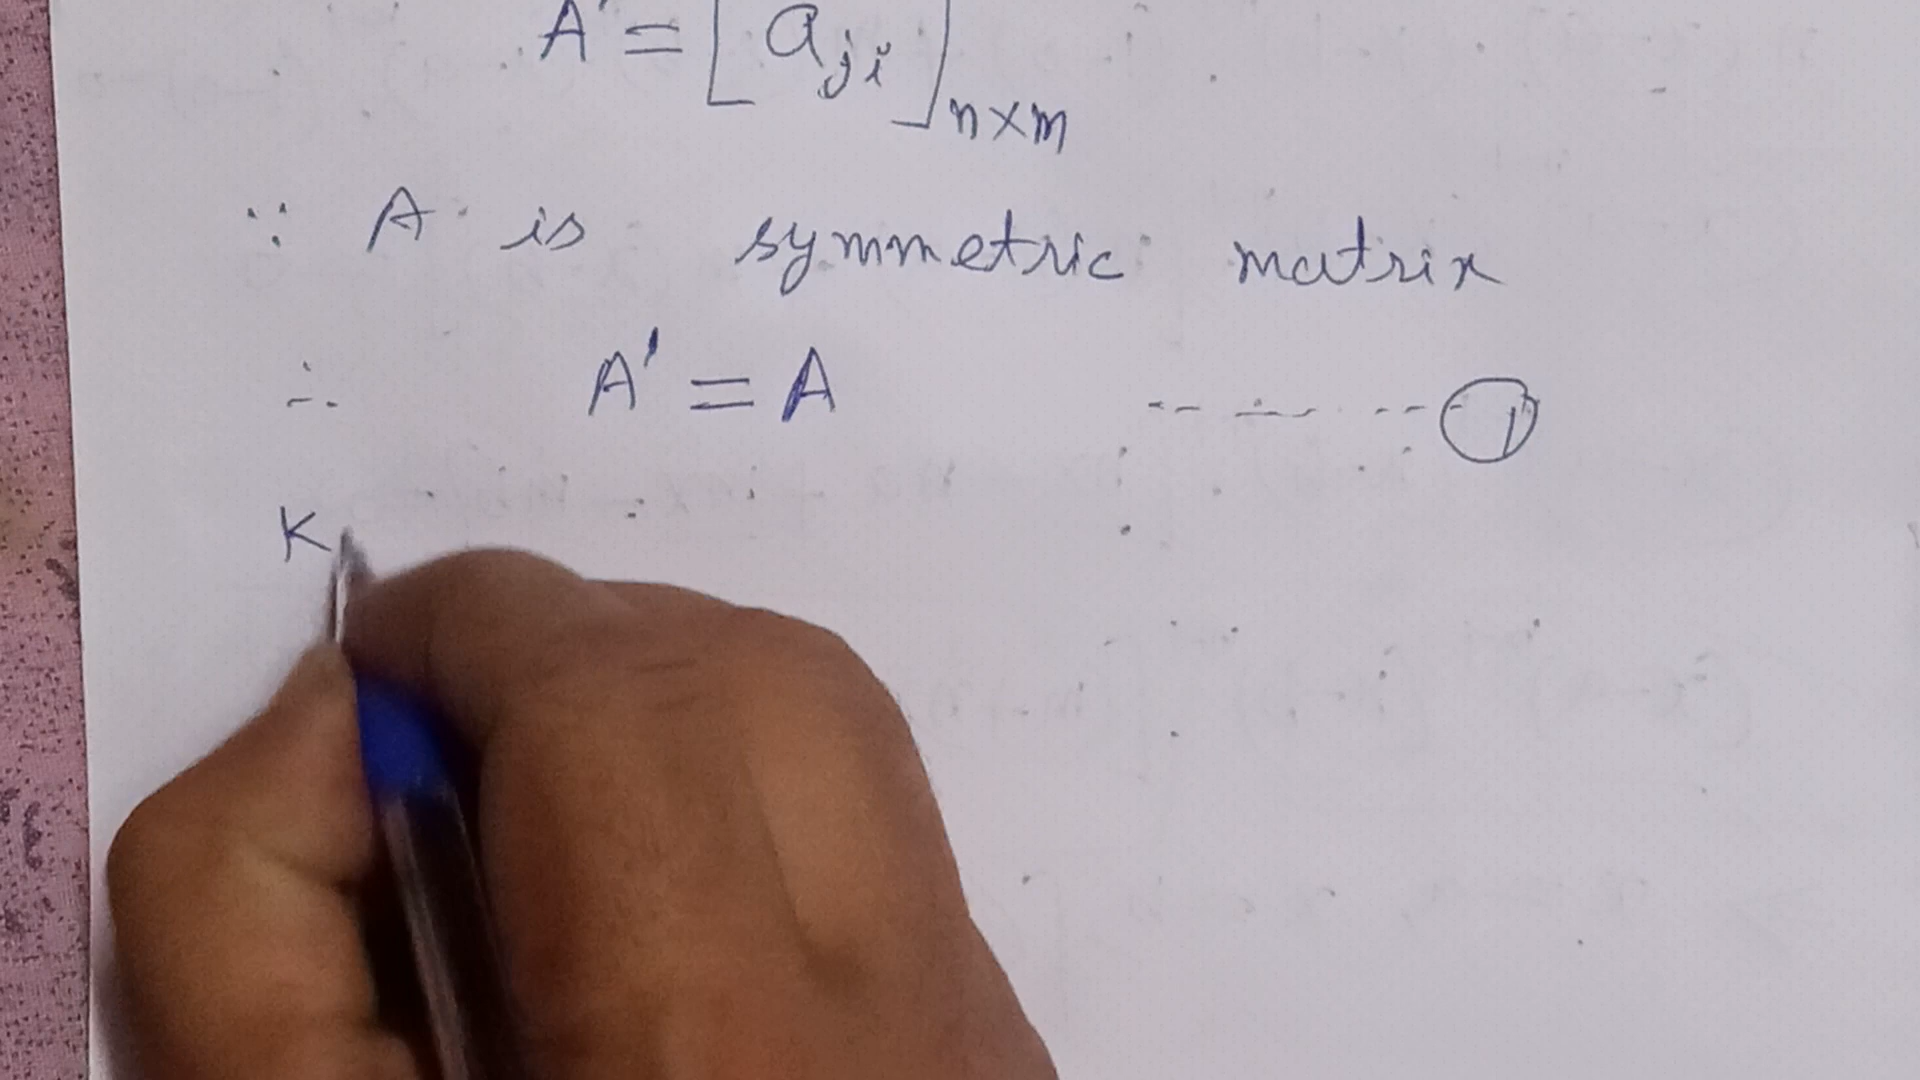 A' = [aji]n×m
∵ A is symmetric matrix
∴ A' = A ------- 1
K